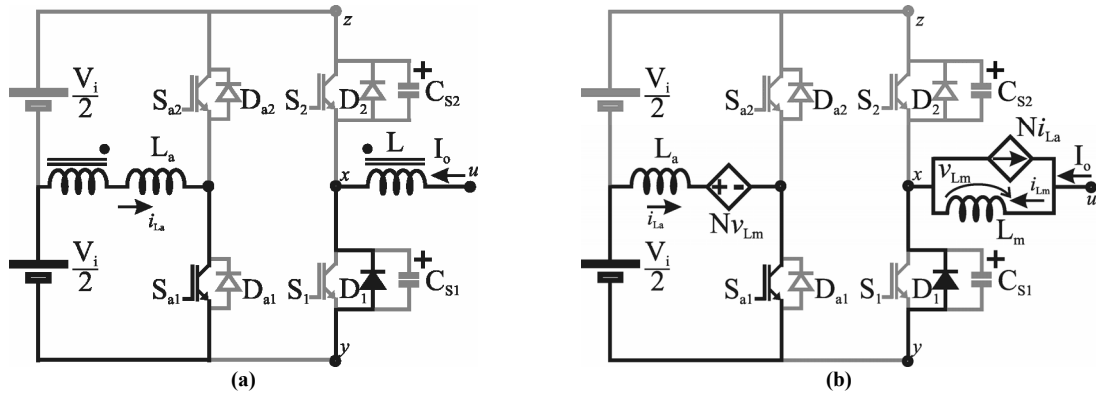 z
V_i
2
S_a2
D_a2
S_2
D_2
+
C_S2
L_a
i_La
x
L
I_o
u
V_i
2
S_a1
D_a1
S_1
D_1
+
C_S1
y
(a)
z
V_i
2
S_a2
D_a2
S_2
D_2
+
C_S2
L_a
i_La
+ -
Nv_Lm
x
Ni_La
v_Lm
i_Lm
I_o
u
L_m
V_i
2
S_a1
D_a1
S_1
D_1
+
C_S1
y
(b)